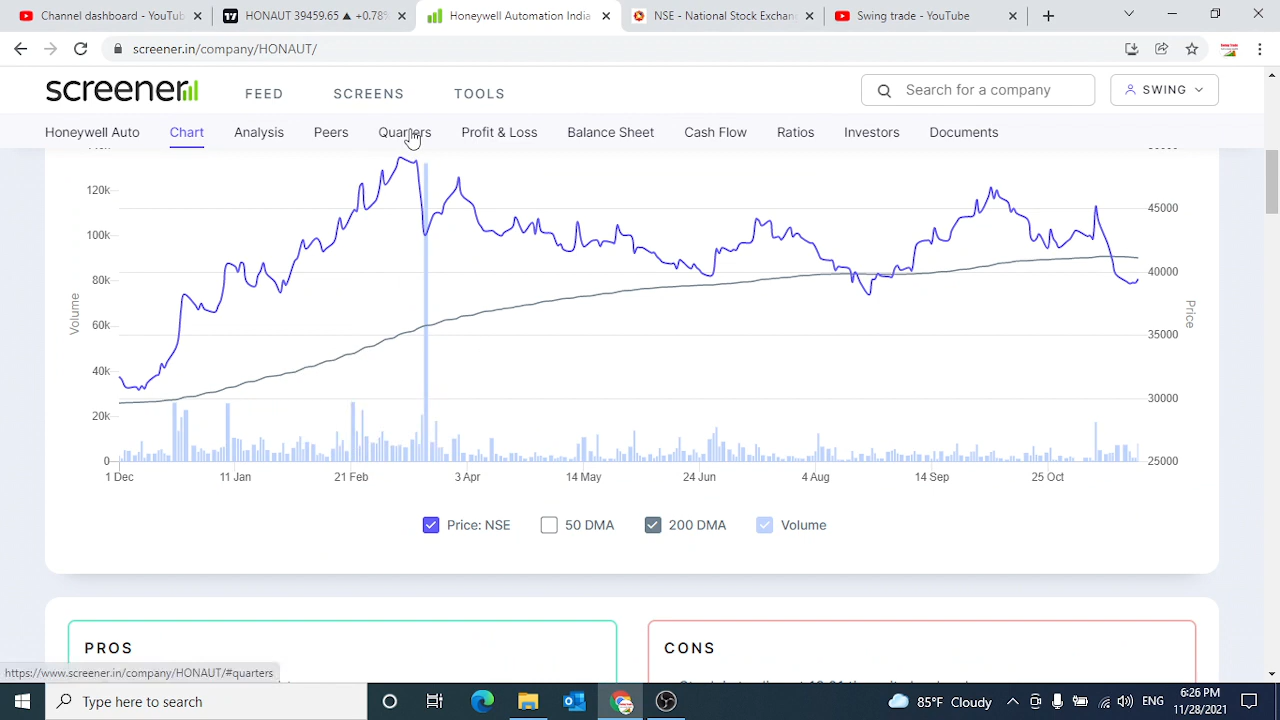 Channel dashboard - YouTub
HONAUT 39459.65 ▲ +0.78%
Honeywell Automation India
NSE - National Stock Exchan
Swing trade - YouTube
screener.in/company/HONAUT/
screener
FEED
SCREENS
TOOLS
Search for a company
SWING
Honeywell Auto
Chart
Analysis
Peers
Quarters
Profit & Loss
Balance Sheet
Cash Flow
Ratios
Investors
Documents
120k
100k
80k
60k
40k
20k
0
Volume
45000
40000
35000
30000
25000
Price
1 Dec
11 Jan
21 Feb
3 Apr
14 May
24 Jun
4 Aug
14 Sep
25 Oct
Price: NSE
50 DMA
200 DMA
Volume
PROS
CONS
https://www.screener.in/company/HONAUT/#quarters
Type here to search
85°F Cloudy
ENG
6:26 PM
11/28/2021